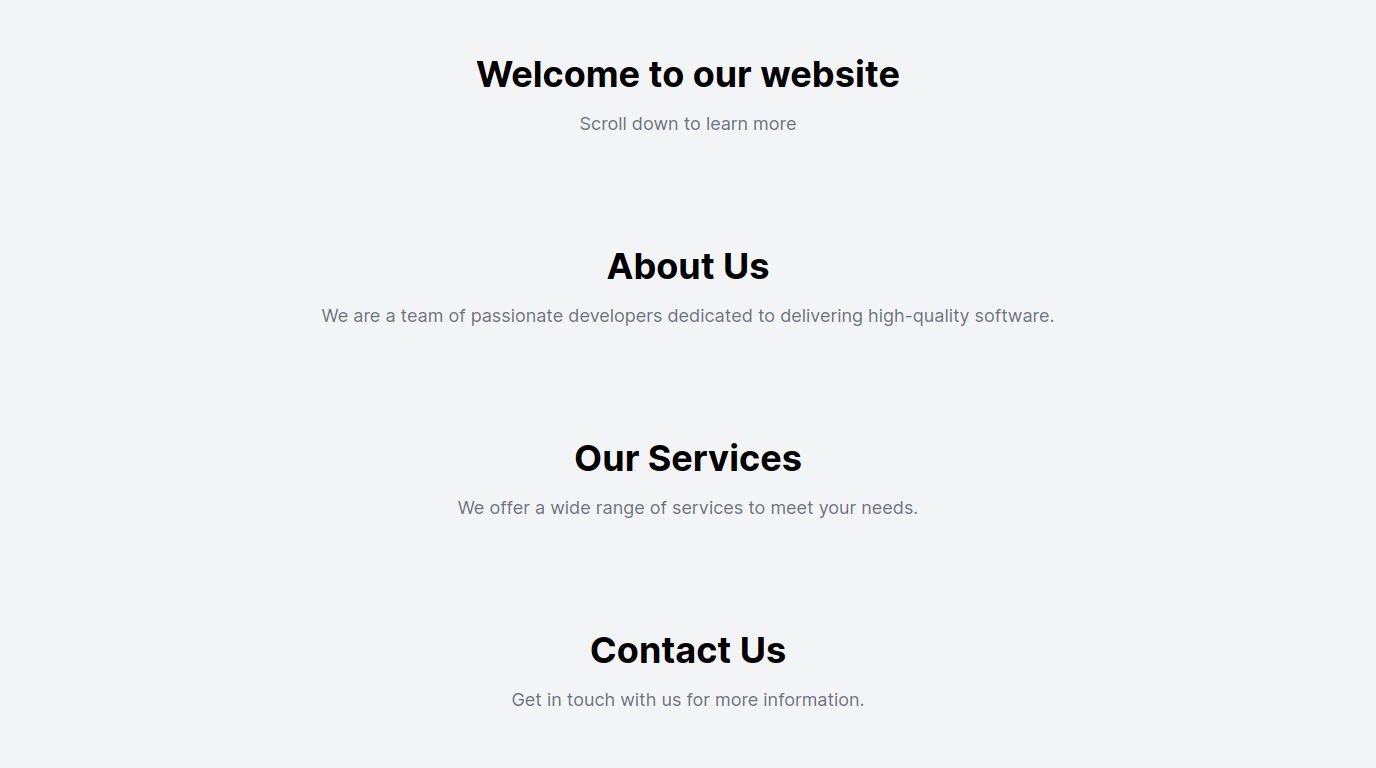 Welcome to our website
Scroll down to learn more
About Us
We are a team of passionate developers dedicated to delivering high-quality software.
Our Services
We offer a wide range of services to meet your needs.
Contact Us
Get in touch with us for more information.